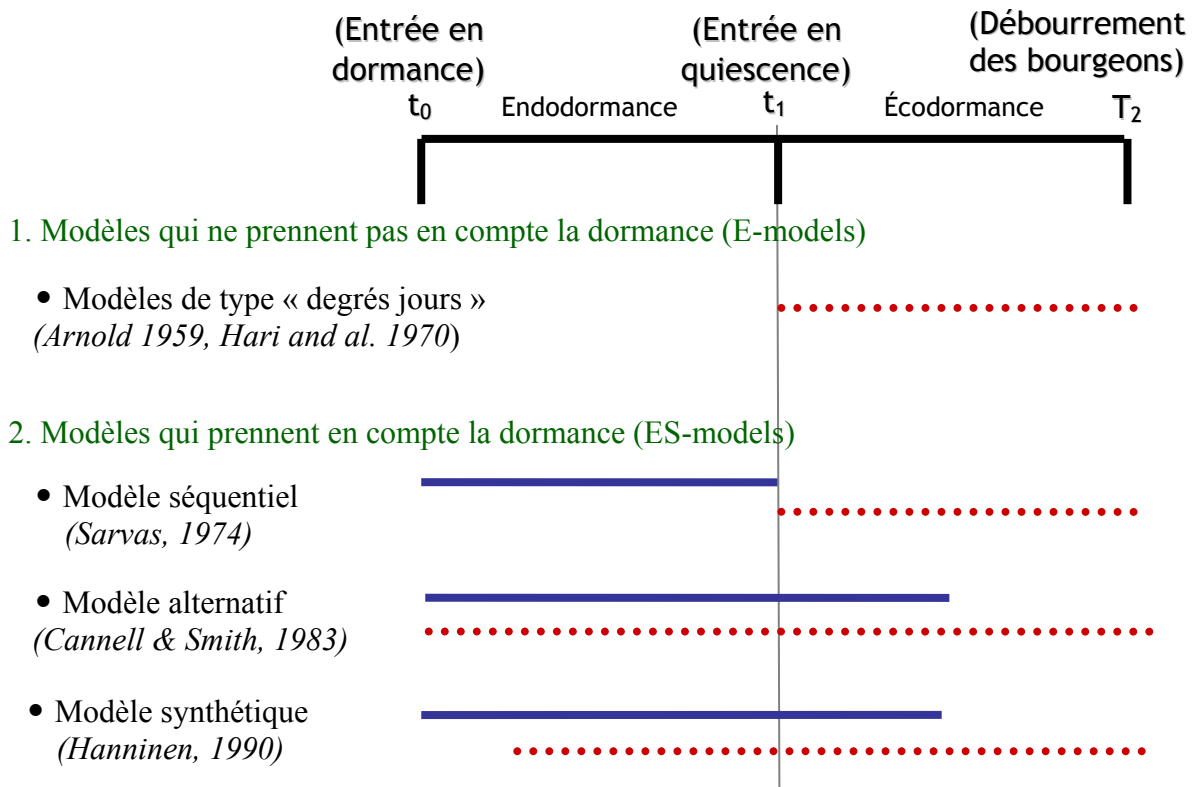 (Entrée en
dormance)
(Entrée en
quiescence)
(Débourrement
des bourgeons)
t₀ Endodormance t₁ Écodormance T₂
1. Modèles qui ne prennent pas en compte la dormance (E-models)
• Modèles de type « degrés jours »
(Arnold 1959, Hari and al. 1970)
2. Modèles qui prennent en compte la dormance (ES-models)
• Modèle séquentiel
(Sarvas, 1974)
• Modèle alternatif
(Cannell & Smith, 1983)
• Modèle synthétique
(Hanninen, 1990)